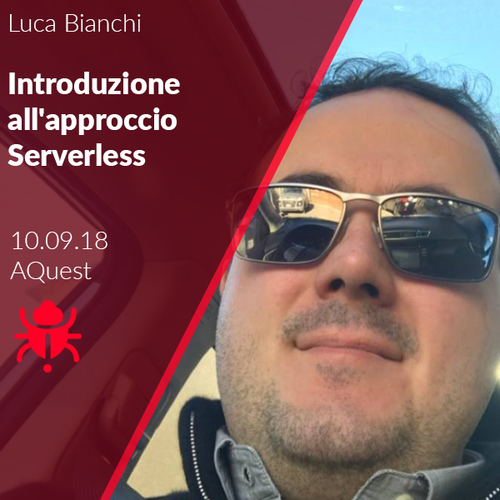 Luca Bianchi
Introduzione
all'approccio
Serverless
10.09.18
AQuest